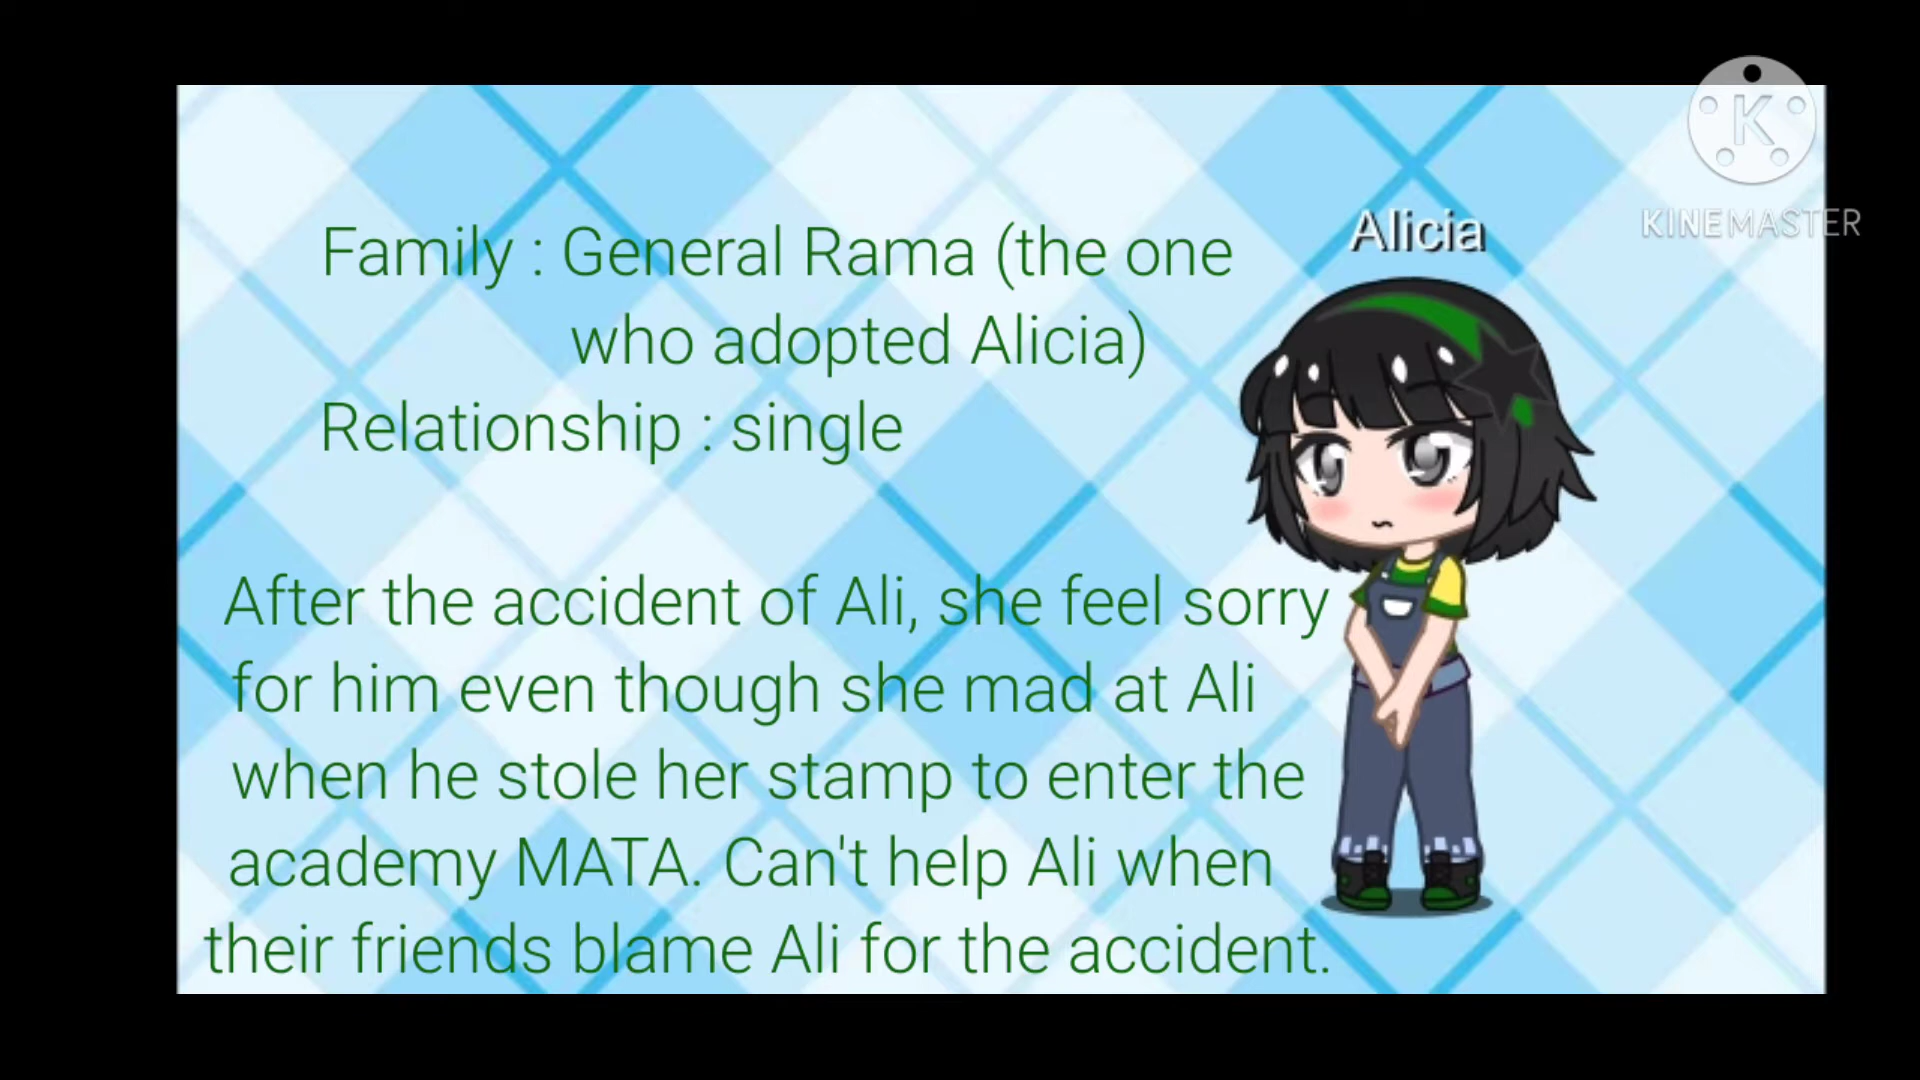 K
KINEMASTER
Alicia
Family : General Rama (the one
who adopted Alicia)
Relationship : single
After the accident of Ali, she feel sorry
for him even though she mad at Ali
when he stole her stamp to enter the
academy MATA. Can't help Ali when
their friends blame Ali for the accident.